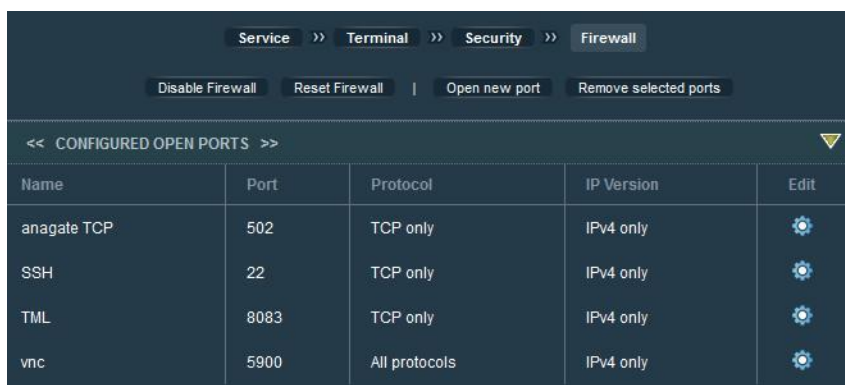 Service » Terminal » Security » Firewall
Disable Firewall Reset Firewall | Open new port Remove selected ports
<< CONFIGURED OPEN PORTS >>
Name Port Protocol IP Version Edit
anagate TCP 502 TCP only IPv4 only
SSH 22 TCP only IPv4 only
TML 8083 TCP only IPv4 only
vnc 5900 All protocols IPv4 only